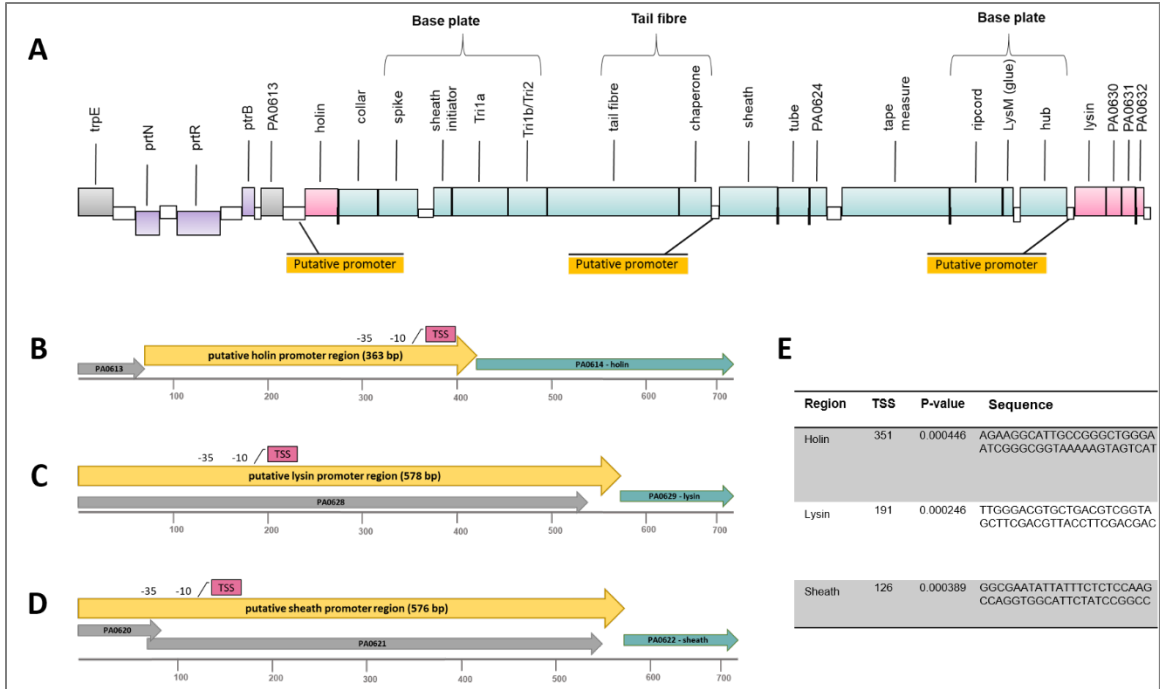 A
Base plate
Tail fibre
Base plate
trpE
prtN
prtR
ptrB
PA0613
holin
collar
spike
sheath
initiator
Tri1a
Tri1b/Tri2
tail fibre
chaperone
sheath
tube
PA0624
tape
measure
ripcord
LysM (glue)
hub
lysin
PA0630
PA0631
PA0632
Putative promoter
Putative promoter
Putative promoter
B
-35 -10 TSS
putative holin promoter region (363 bp)
PA0613
PA0614 - holin
100 200 300 400 500 600 700
C
-35 -10 TSS
putative lysin promoter region (578 bp)
PA0628
PA0629 - lysin
100 200 300 400 500 600 700
D
-35 -10 TSS
putative sheath promoter region (576 bp)
PA0620
PA0621
PA0622 - sheath
100 200 300 400 500 600 700
E
Region TSS P-value Sequence
Holin 351 0.000446 AGAAGGCATTGCCGGGCTGGGA
ATCGGGCGGTAAAAAGTAGTCAT
Lysin 191 0.000246 TTGGGACGTGCTGACGTCGGTA
GCTTCGACGTTACCTTCGACGAC
Sheath 126 0.000389 GGCGAATATTATTTCTCTCCAAG
CCAGGTGGCATTCTATCCGGCC